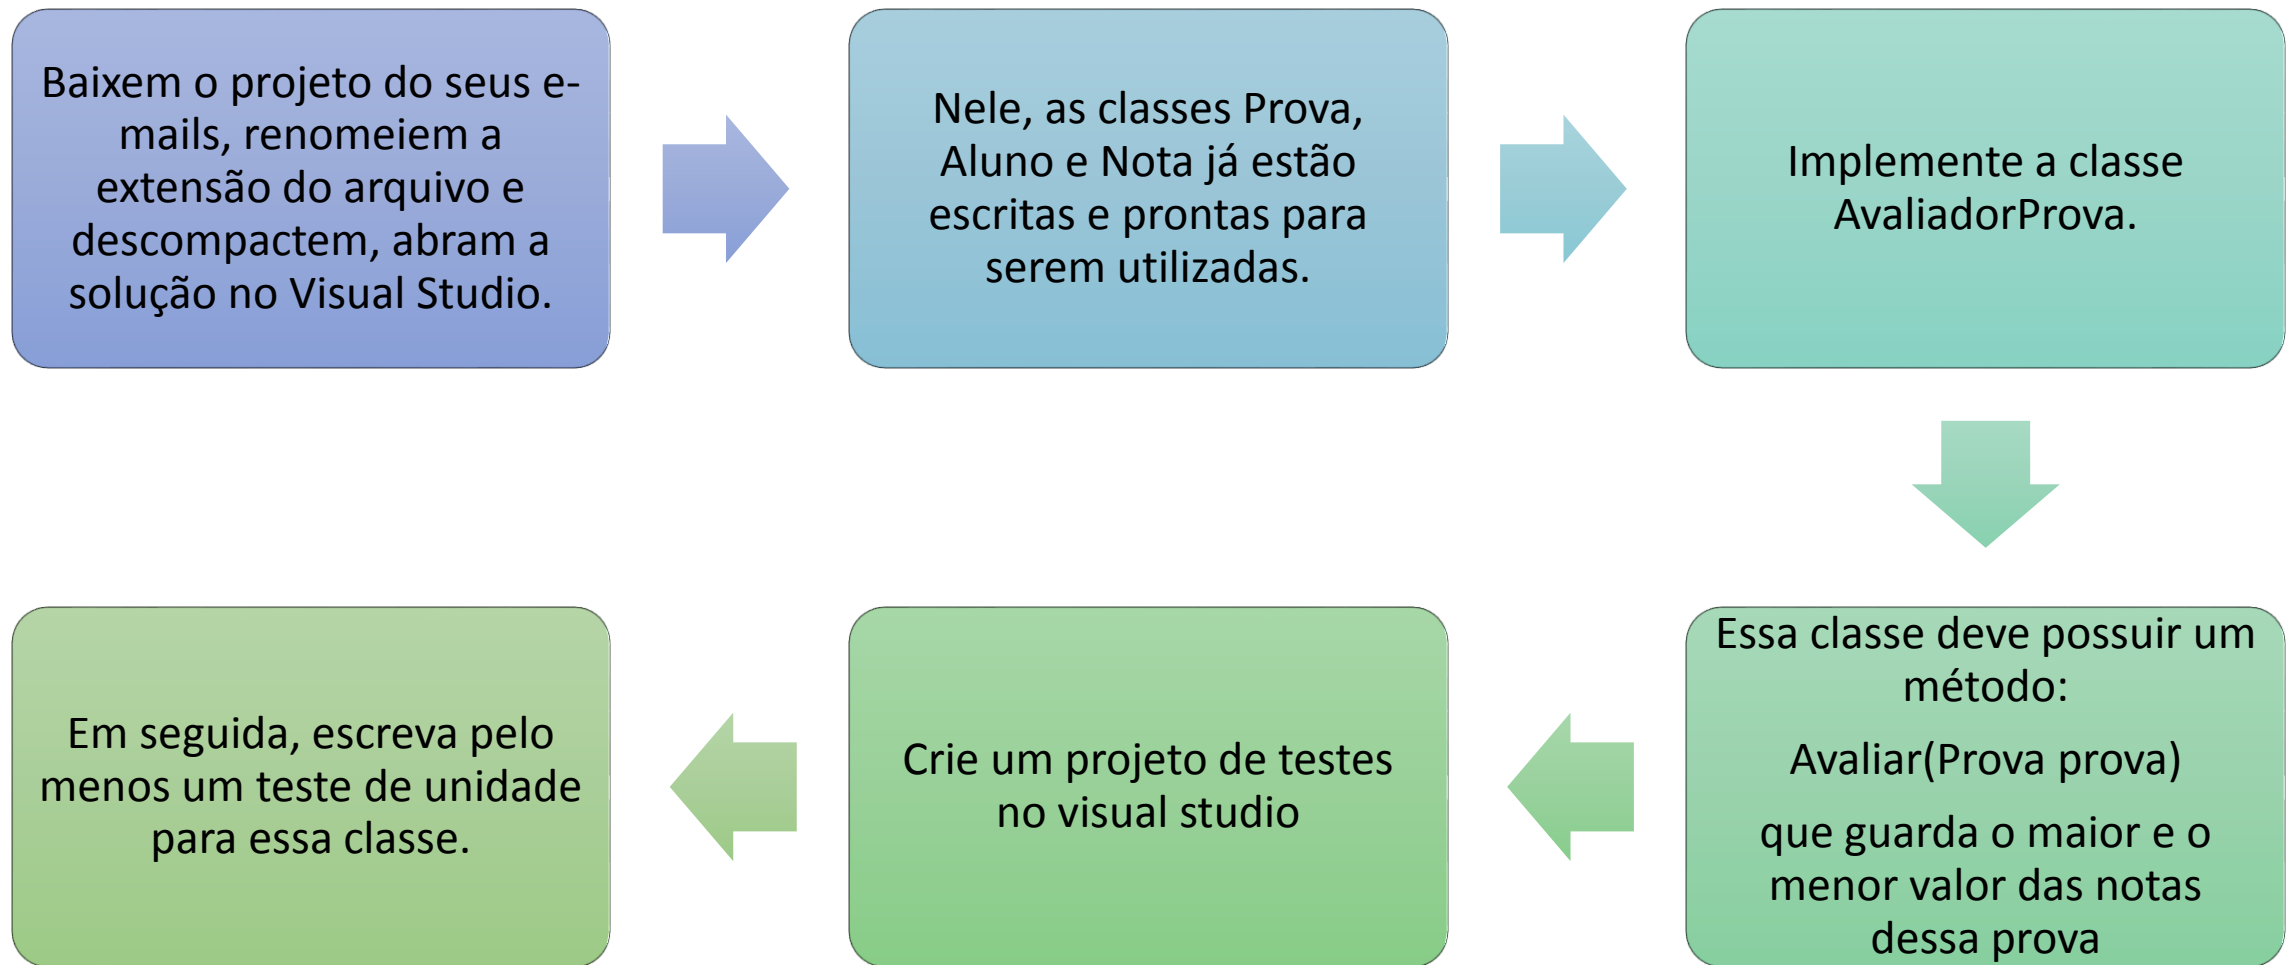 Baixem o projeto do seus e-
mails, renomeiem a
extensão do arquivo e
descompactem, abram a
solução no Visual Studio.
Nele, as classes Prova,
Aluno e Nota já estão
escritas e prontas para
serem utilizadas.
Implemente a classe
AvaliadorProva.
Essa classe deve possuir um
método:
Avaliar(Prova prova)
que guarda o maior e o
menor valor das notas
dessa prova
Crie um projeto de testes
no visual studio
Em seguida, escreva pelo
menos um teste de unidade
para essa classe.